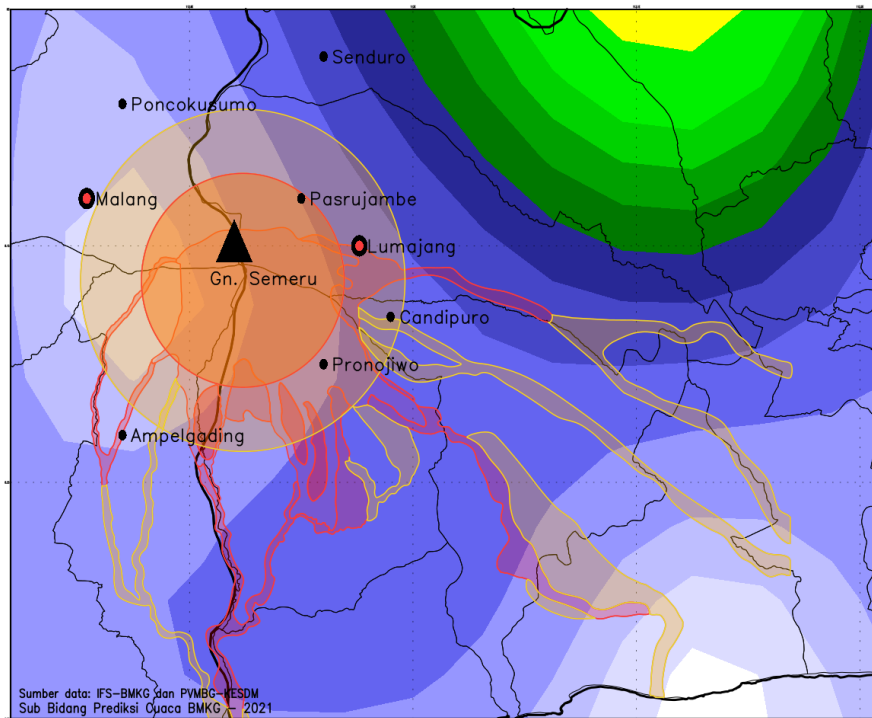 Senduro
Poncokusumo
Malang
Pasrujambe
Lumajang
Gn. Semeru
Candipuro
Pronojiwo
Ampelgading
Sumber data: IFS-BMKG dan PVMBG-KESDM
Sub Bidang Prediksi Cuaca BMKG - 2021